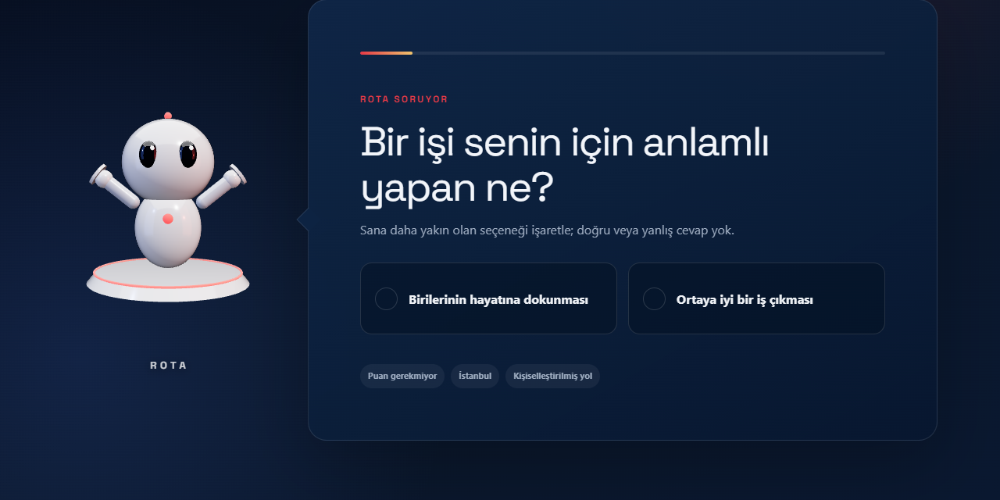 ROTA SORUYOR
Bir işi senin için anlamlı
yapan ne?
Sana daha yakın olan seçeneği işaretle; doğru veya yanlış cevap yok.
Birilerinin hayatına dokunması
Ortaya iyi bir iş çıkması
Puan gerekmiyor
İstanbul
Kişiselleştirilmiş yol
ROTA